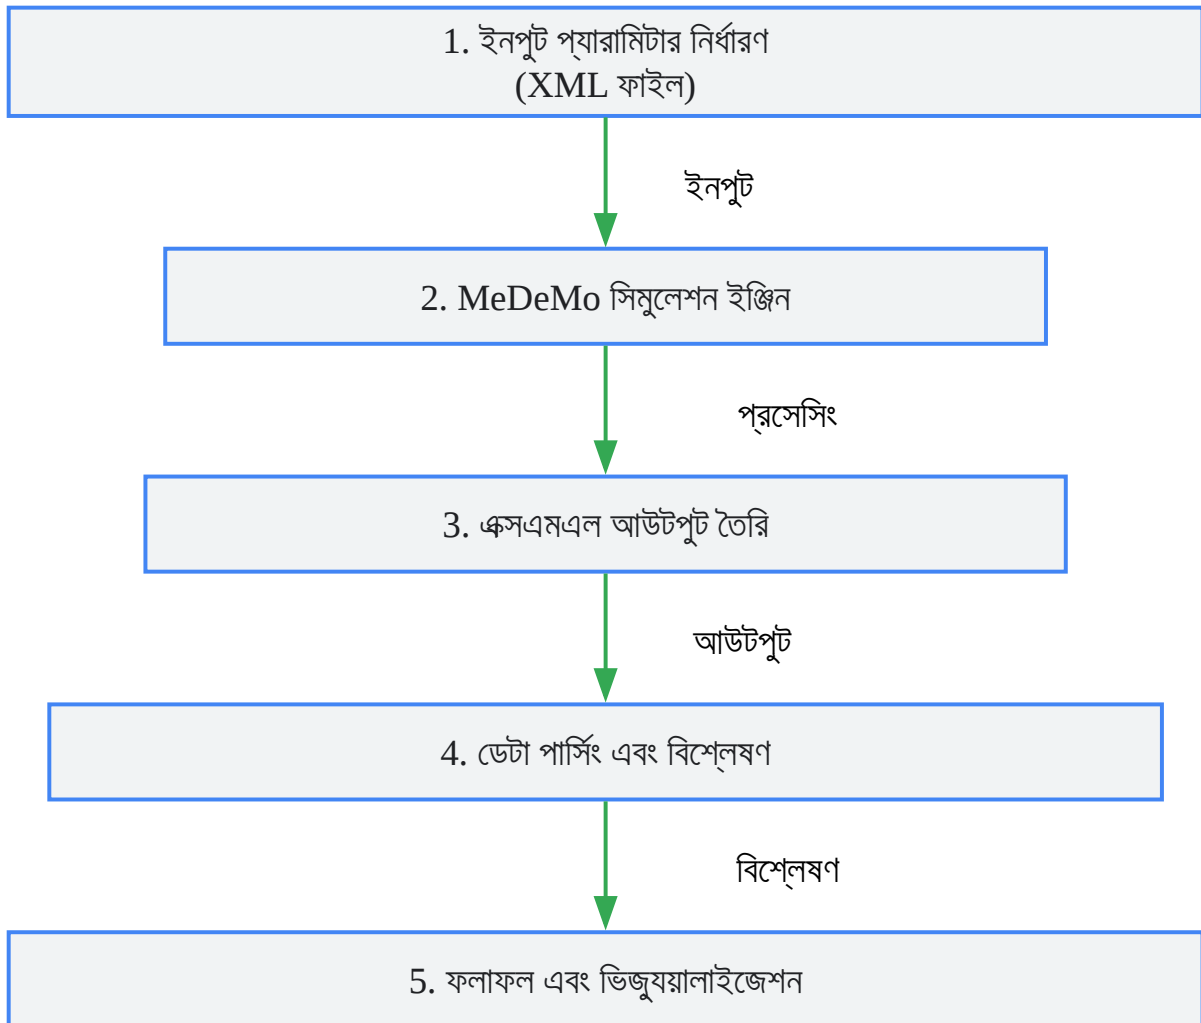 1. ইনপুট প্যারামিটার নির্ধারণ
(XML ফাইল)
ইনপুট
2. MeDeMo সিমুলেশন ইঞ্জিন
প্রসেসিং
3. এক্সএমএল আউটপুট তৈরি
আউটপুট
4. ডেটা পার্সিং এবং বিশ্লেষণ
বিশ্লেষণ
5. ফলাফল এবং ভিজ্যুয়ালাইজেশন